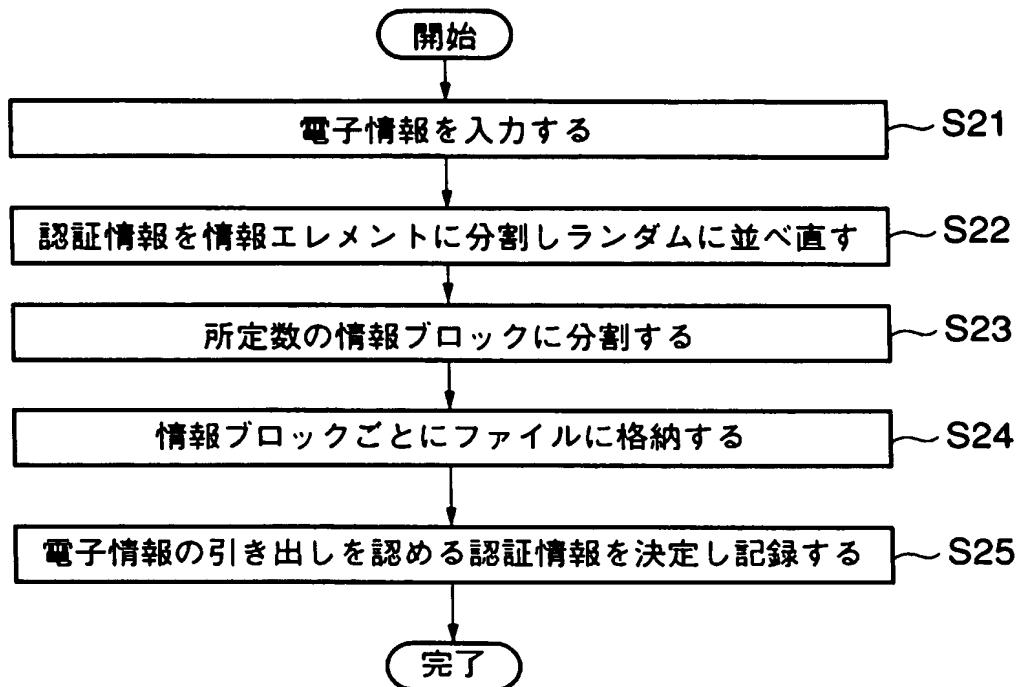 開始
電子情報を入力する S21
認証情報を情報エレメントに分割しランダムに並べ直す S22
所定数の情報ブロックに分割する S23
情報ブロックごとにファイルに格納する S24
電子情報の引き出しを認める認証情報を決定し記録する S25
完了